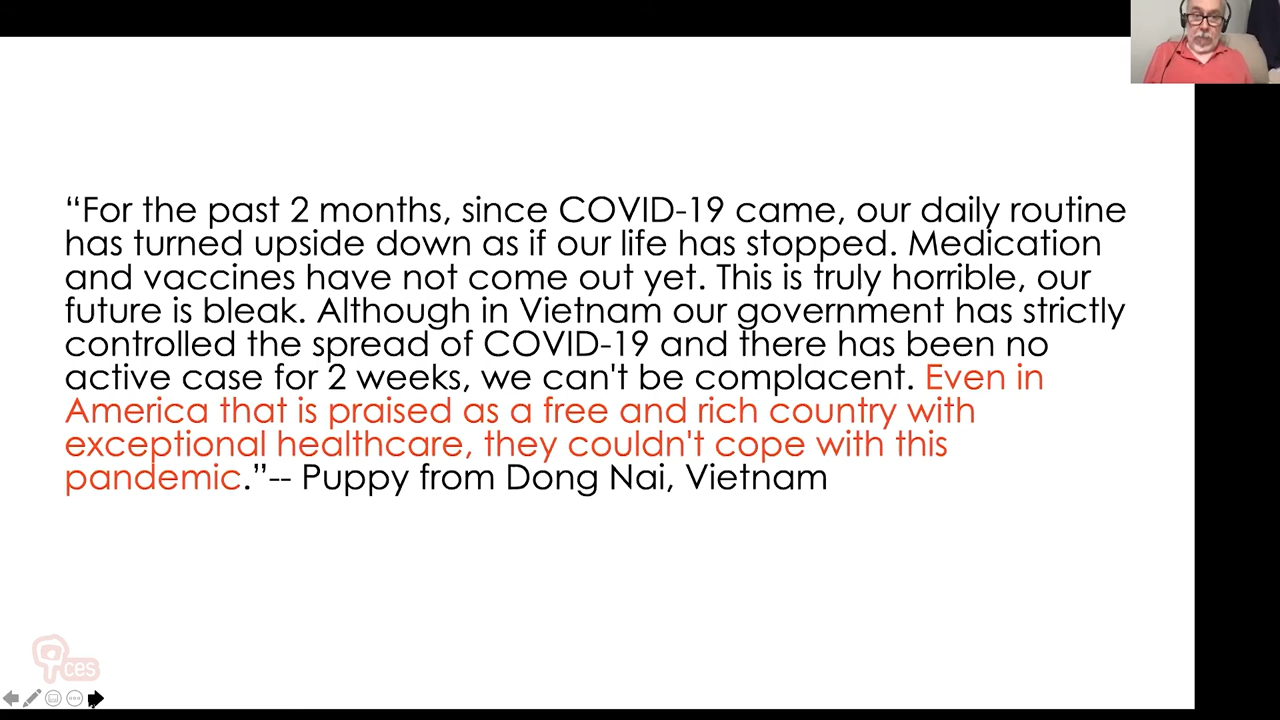 “For the past 2 months, since COVID-19 came, our daily routine
has turned upside down as if our life has stopped. Medication
and vaccines have not come out yet. This is truly horrible, our
future is bleak. Although in Vietnam our government has strictly
controlled the spread of COVID-19 and there has been no
active case for 2 weeks, we can't be complacent. Even in
America that is praised as a free and rich country with
exceptional healthcare, they couldn't cope with this
pandemic.”-- Puppy from Dong Nai, Vietnam
ces